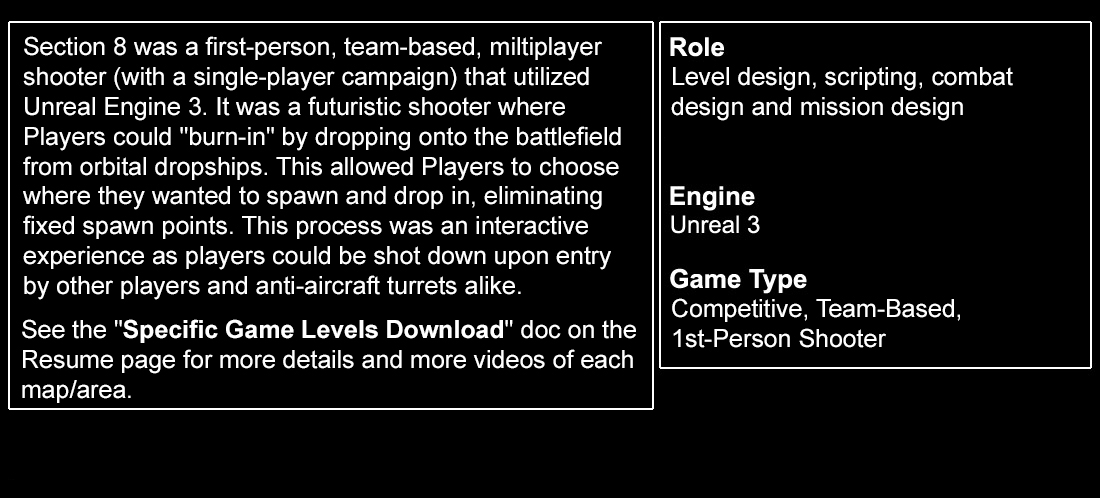 Section 8 was a first-person, team-based, miltiplayer
shooter (with a single-player campaign) that utilized
Unreal Engine 3. It was a futuristic shooter where
Players could "burn-in" by dropping onto the battlefield
from orbital dropships. This allowed Players to choose
where they wanted to spawn and drop in, eliminating
fixed spawn points. This process was an interactive
experience as players could be shot down upon entry
by other players and anti-aircraft turrets alike.
See the "Specific Game Levels Download" doc on the
Resume page for more details and more videos of each
map/area.
Role
Level design, scripting, combat
design and mission design
Engine
Unreal 3
Game Type
Competitive, Team-Based,
1st-Person Shooter